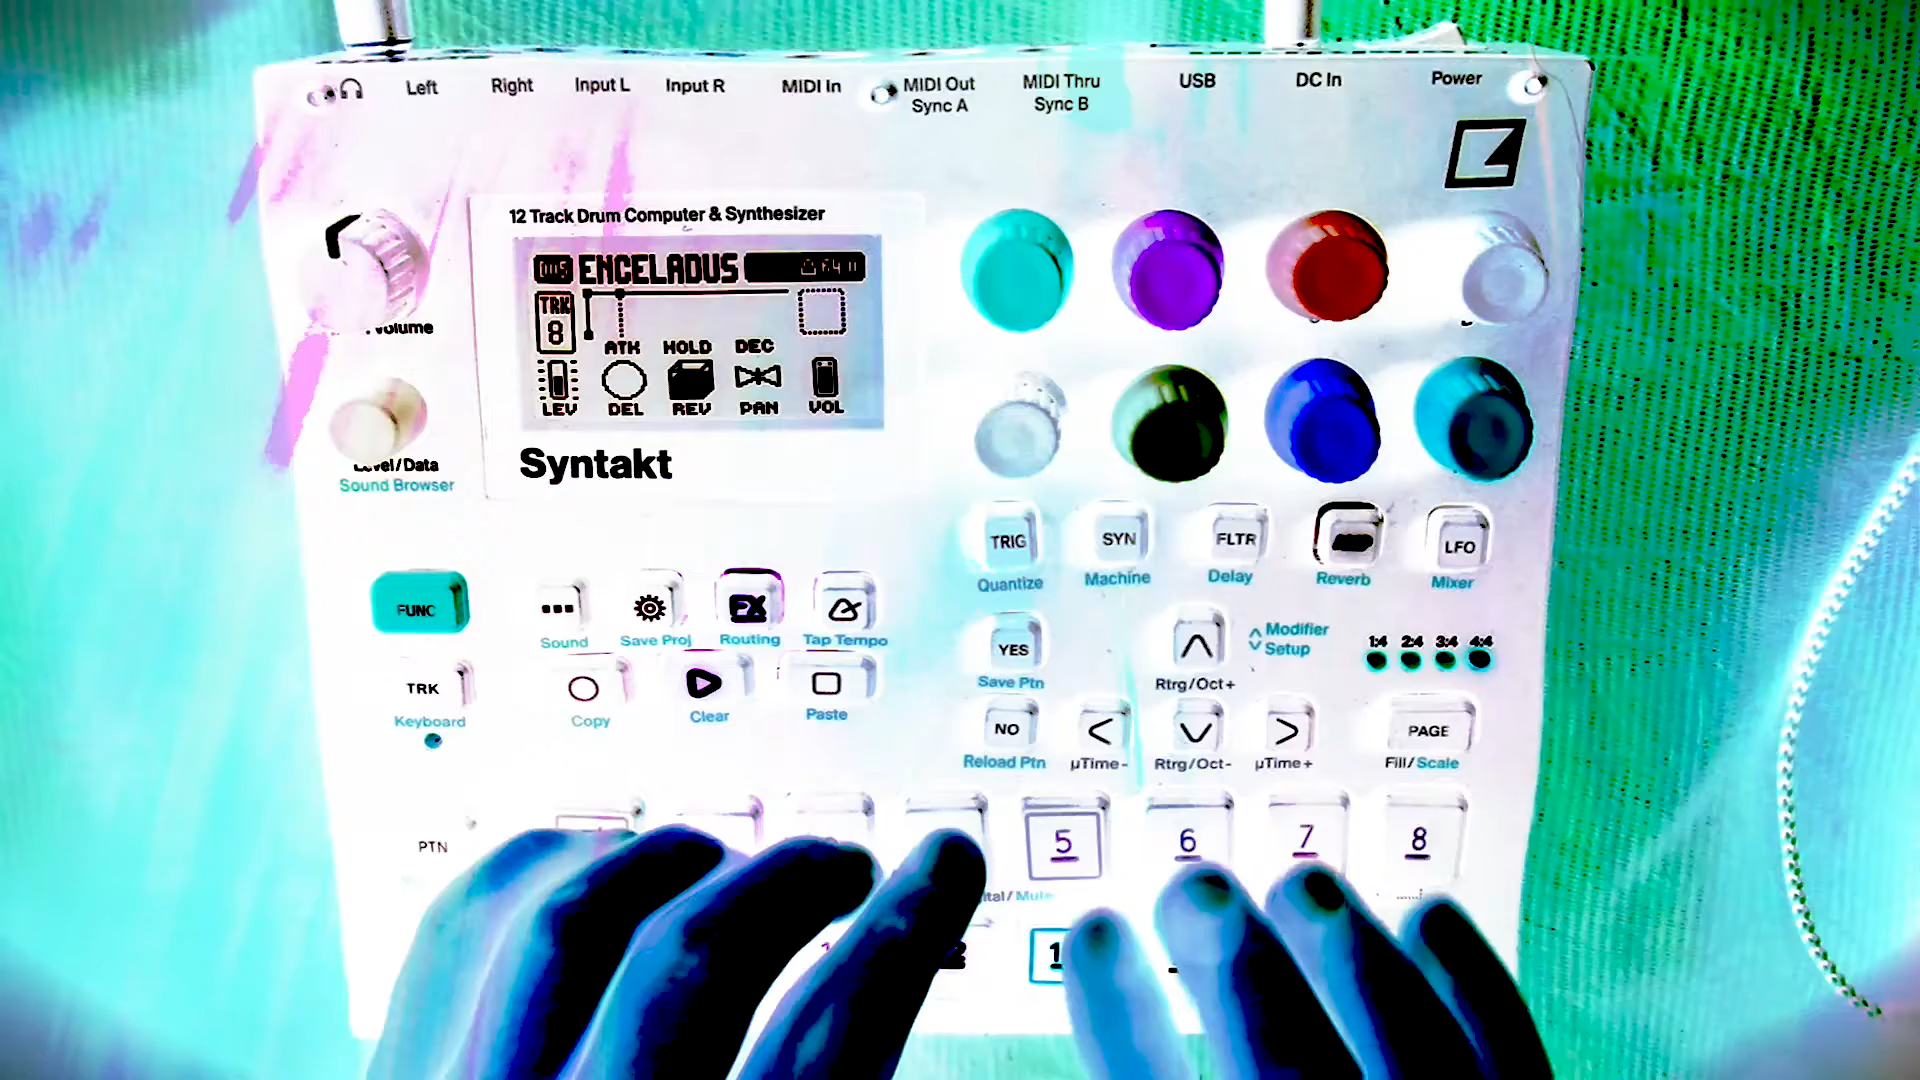 Left Right Input L Input R MIDI In MIDI Out MIDI Thru USB DC In Power
Sync A Sync B
12 Track Drum Computer & Synthesizer
ENCELADUS
TRK
8
ATK HOLD DEC
LEV DEL REV PAN VOL
Syntakt
Volume
Level/Data
Sound Browser
TRIG SYN FLTR LFO
Quantize Machine Delay Reverb Mixer
FUNC
FX
Sound Save Proj Routing Tap Tempo
YES
Save Ptn
Rtrg/Oct+
Modifier
Setup
1:4 2:4 3:4 4:4
TRK
Keyboard
Copy Clear Paste
NO PAGE
Reload Ptn µTime- Rtrg/Oct- µTime+ Fill/Scale
PTN
5 6 7 8